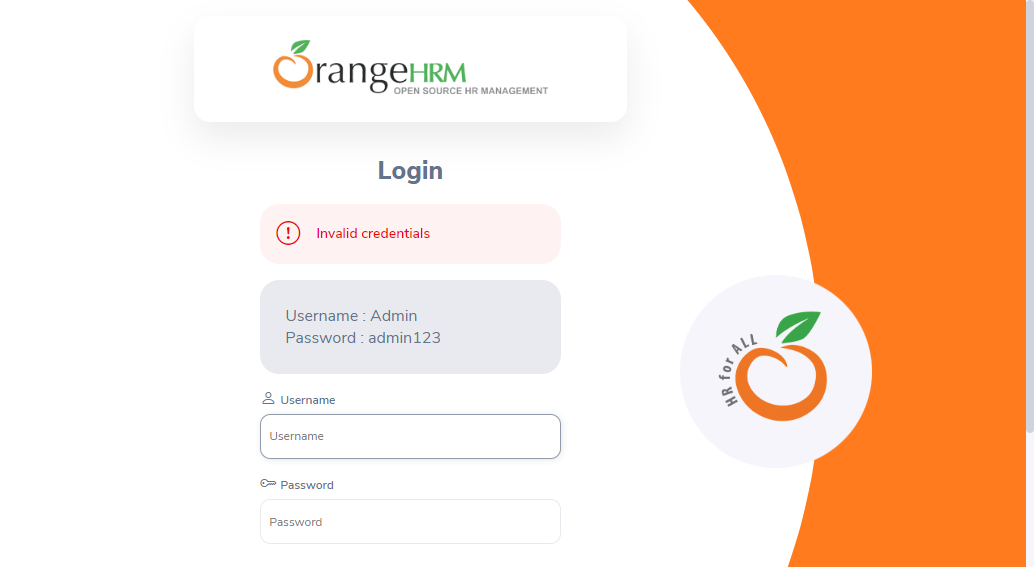 OrangeHRM
OPEN SOURCE HR MANAGEMENT
Login
! Invalid credentials
Username : Admin
Password : admin123
Username
Username
Password
Password
HR for ALL